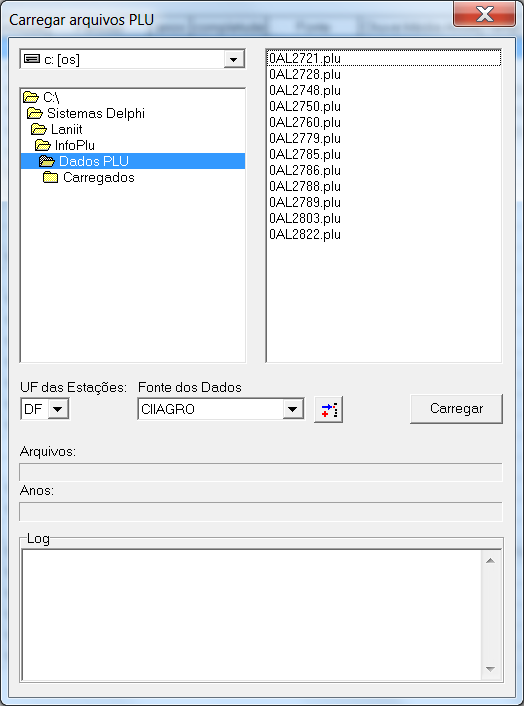 Carregar arquivos PLU
c: [os]
C:\
Sistemas Delphi
Laniit
InfoPlu
Dados PLU
Carregados
0AL2721.plu
0AL2728.plu
0AL2748.plu
0AL2750.plu
0AL2760.plu
0AL2779.plu
0AL2785.plu
0AL2786.plu
0AL2788.plu
0AL2789.plu
0AL2803.plu
0AL2822.plu
UF das Estações:
Fonte dos Dados
DF
CIIAGRO
Carregar
Arquivos:
Anos:
Log